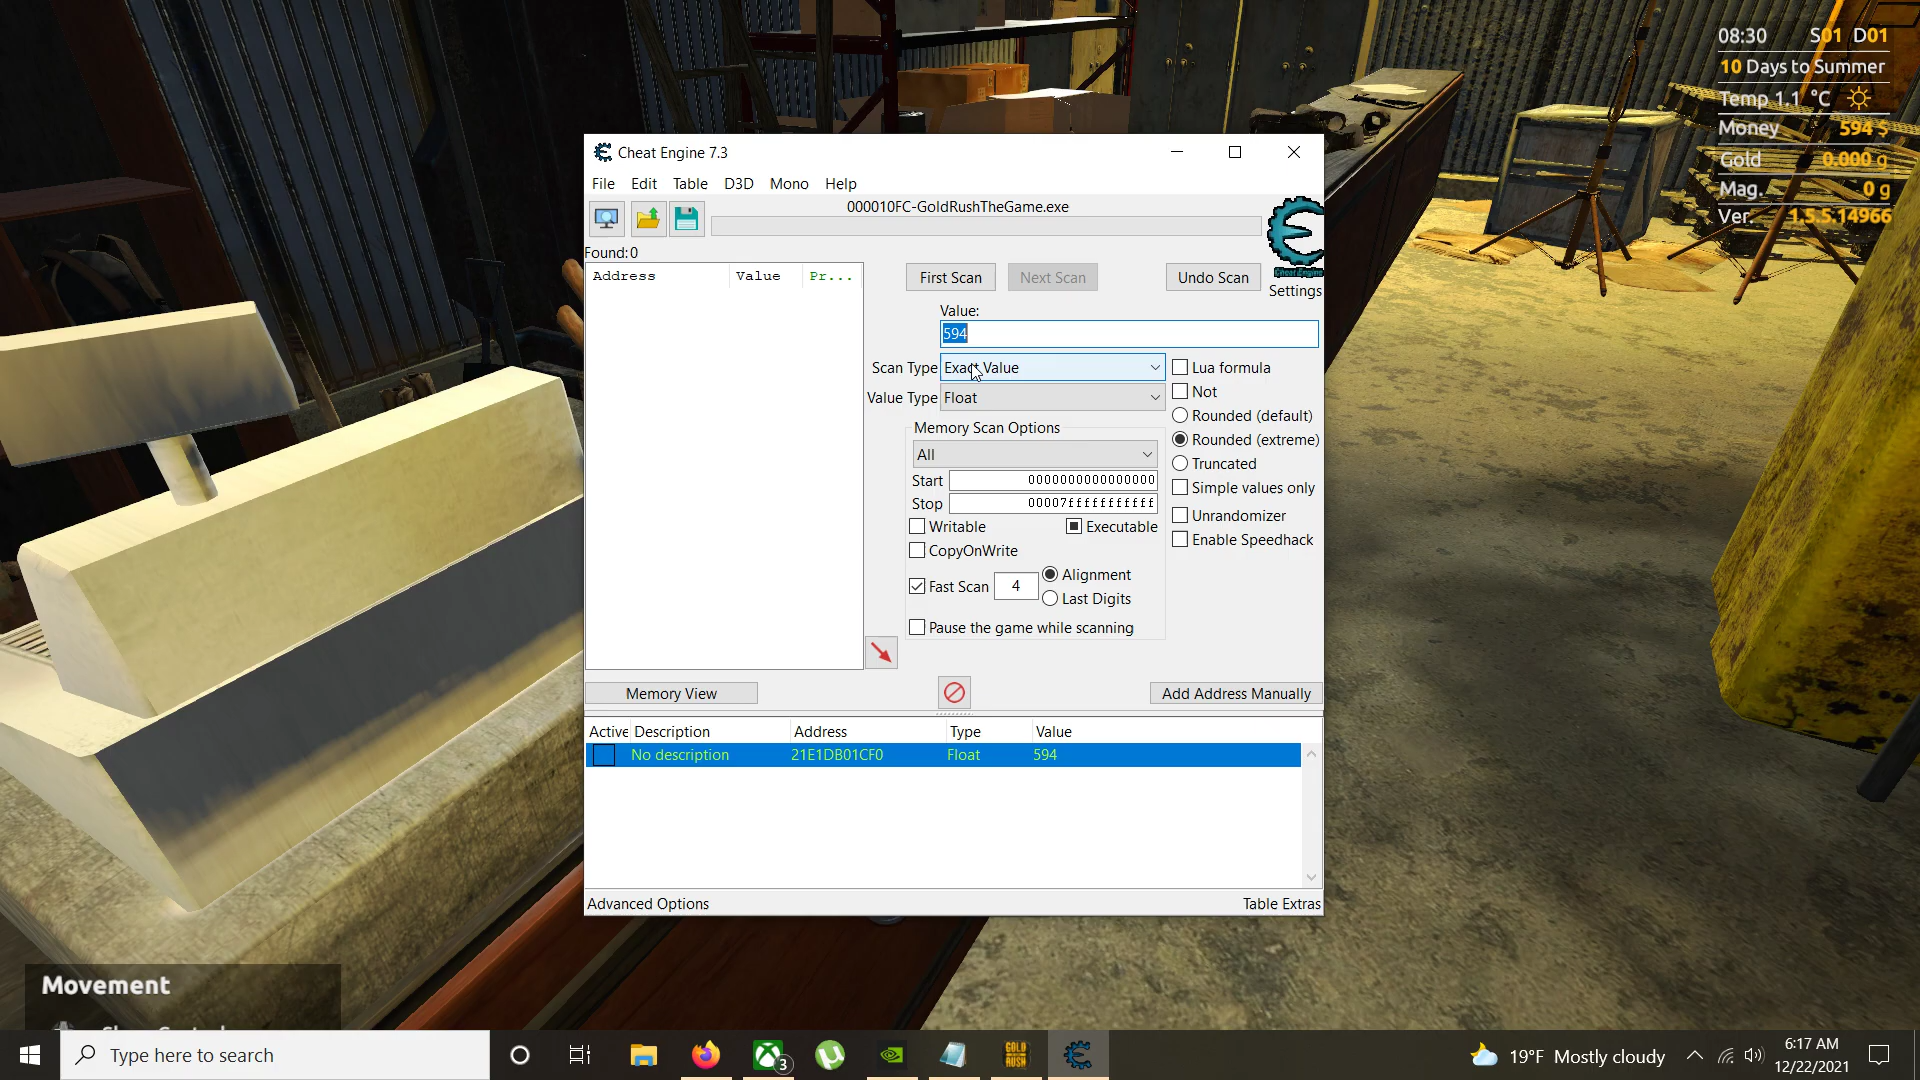 08:30 S01 D01
10 Days to Summer
Temp 1.1 °C
Money 594 $
Gold 0.000 g
Mag. 0 g
Ver. 1.5.5.14966
Cheat Engine 7.3
File Edit Table D3D Mono Help
000010FC-GoldRushTheGame.exe
Found:0
Address Value Pr...
First Scan Next Scan Undo Scan
Cheat Engine
Settings
Value:
594
Scan Type Exact Value
Lua formula
Value Type Float
Not
Rounded (default)
Memory Scan Options
Rounded (extreme)
All
Truncated
Start 0000000000000000
Simple values only
Stop 00007fffffffffff
Unrandomizer
Writable Executable
Enable Speedhack
CopyOnWrite
Fast Scan 4 Alignment
Last Digits
Pause the game while scanning
Memory View Add Address Manually
Active Description Address Type Value
No description 21E1DB01CF0 Float 594
Advanced Options Table Extras
Movement
Type here to search
3
GOLD
RUSH
19°F Mostly cloudy
6:17 AM
12/22/2021